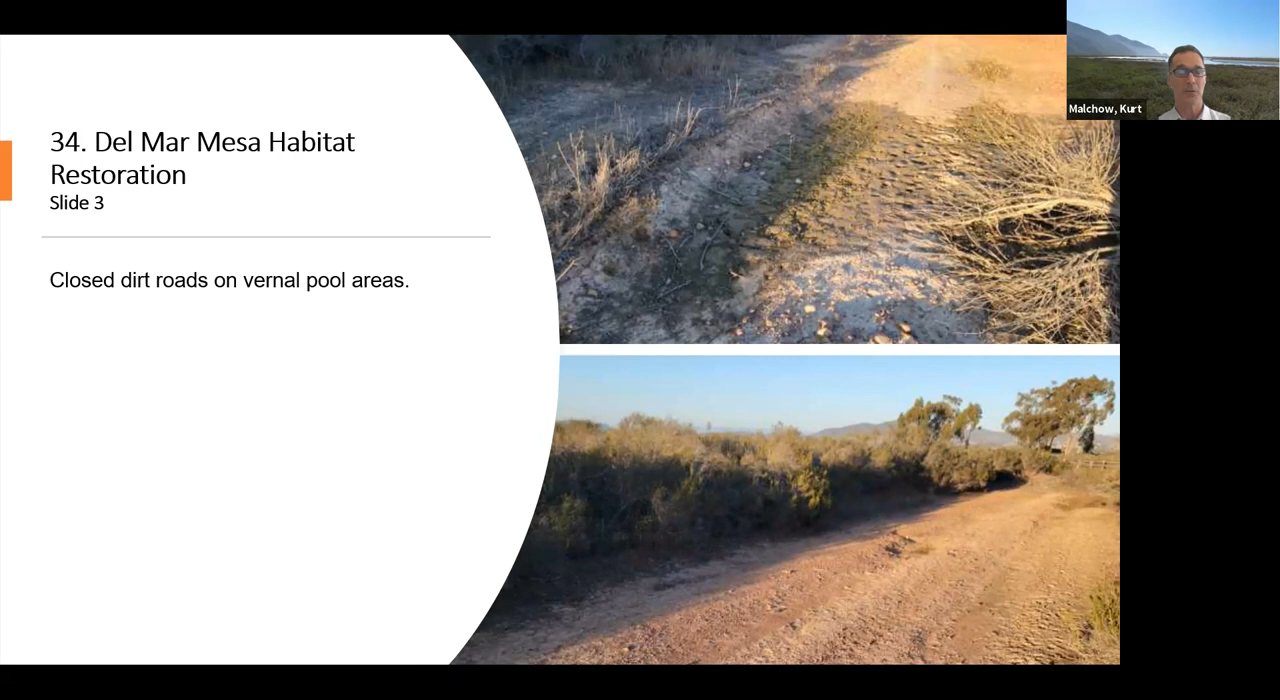 34. Del Mar Mesa Habitat
Restoration
Slide 3
Closed dirt roads on vernal pool areas.
Malchow, Kurt